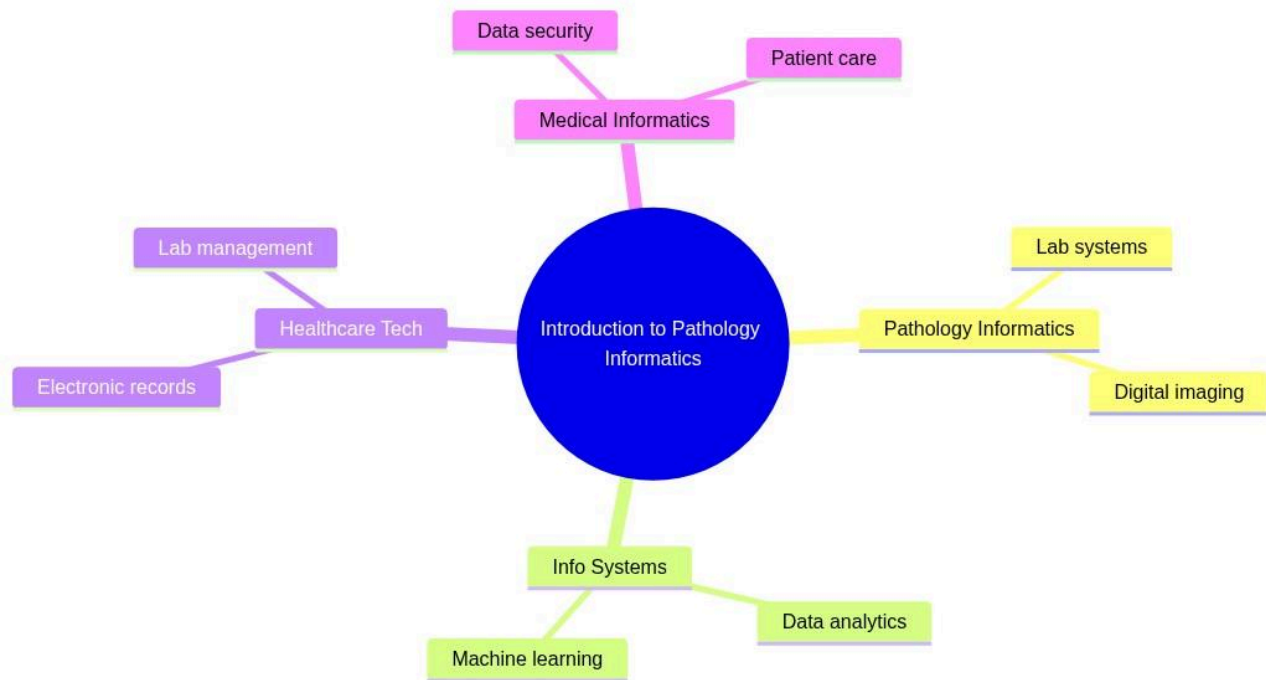 Data security
Patient care
Medical Informatics
Lab management
Lab systems
Healthcare Tech
Introduction to Pathology
Informatics
Pathology Informatics
Electronic records
Digital imaging
Info Systems
Data analytics
Machine learning